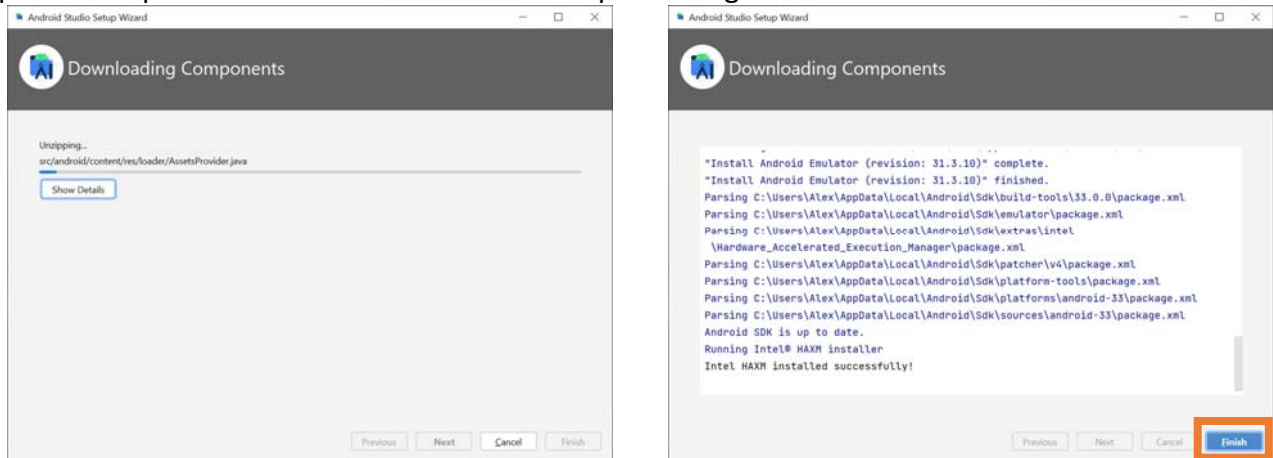 Android Studio Setup Wizard
Downloading Components
Unzipping...
src/android/content/res/loader/AssetsProvider.java
Show Details
Previous Next Cancel Finish
Android Studio Setup Wizard
Downloading Components
"Install Android Emulator (revision: 31.3.10)" complete.
"Install Android Emulator (revision: 31.3.10)" finished.
Parsing C:\Users\Alex\AppData\Local\Android\Sdk\build-tools\33.0.0\package.xml
Parsing C:\Users\Alex\AppData\Local\Android\Sdk\emulator\package.xml
Parsing C:\Users\Alex\AppData\Local\Android\Sdk\extras\intel
\Hardware_Accelerated_Execution_Manager\package.xml
Parsing C:\Users\Alex\AppData\Local\Android\Sdk\patcher\v4\package.xml
Parsing C:\Users\Alex\AppData\Local\Android\Sdk\platform-tools\package.xml
Parsing C:\Users\Alex\AppData\Local\Android\Sdk\platforms\android-33\package.xml
Parsing C:\Users\Alex\AppData\Local\Android\Sdk\sources\android-33\package.xml
Android SDK is up to date.
Running Intel® HAXM installer
Intel HAXM installed successfully!
Previous Next Cancel Finish